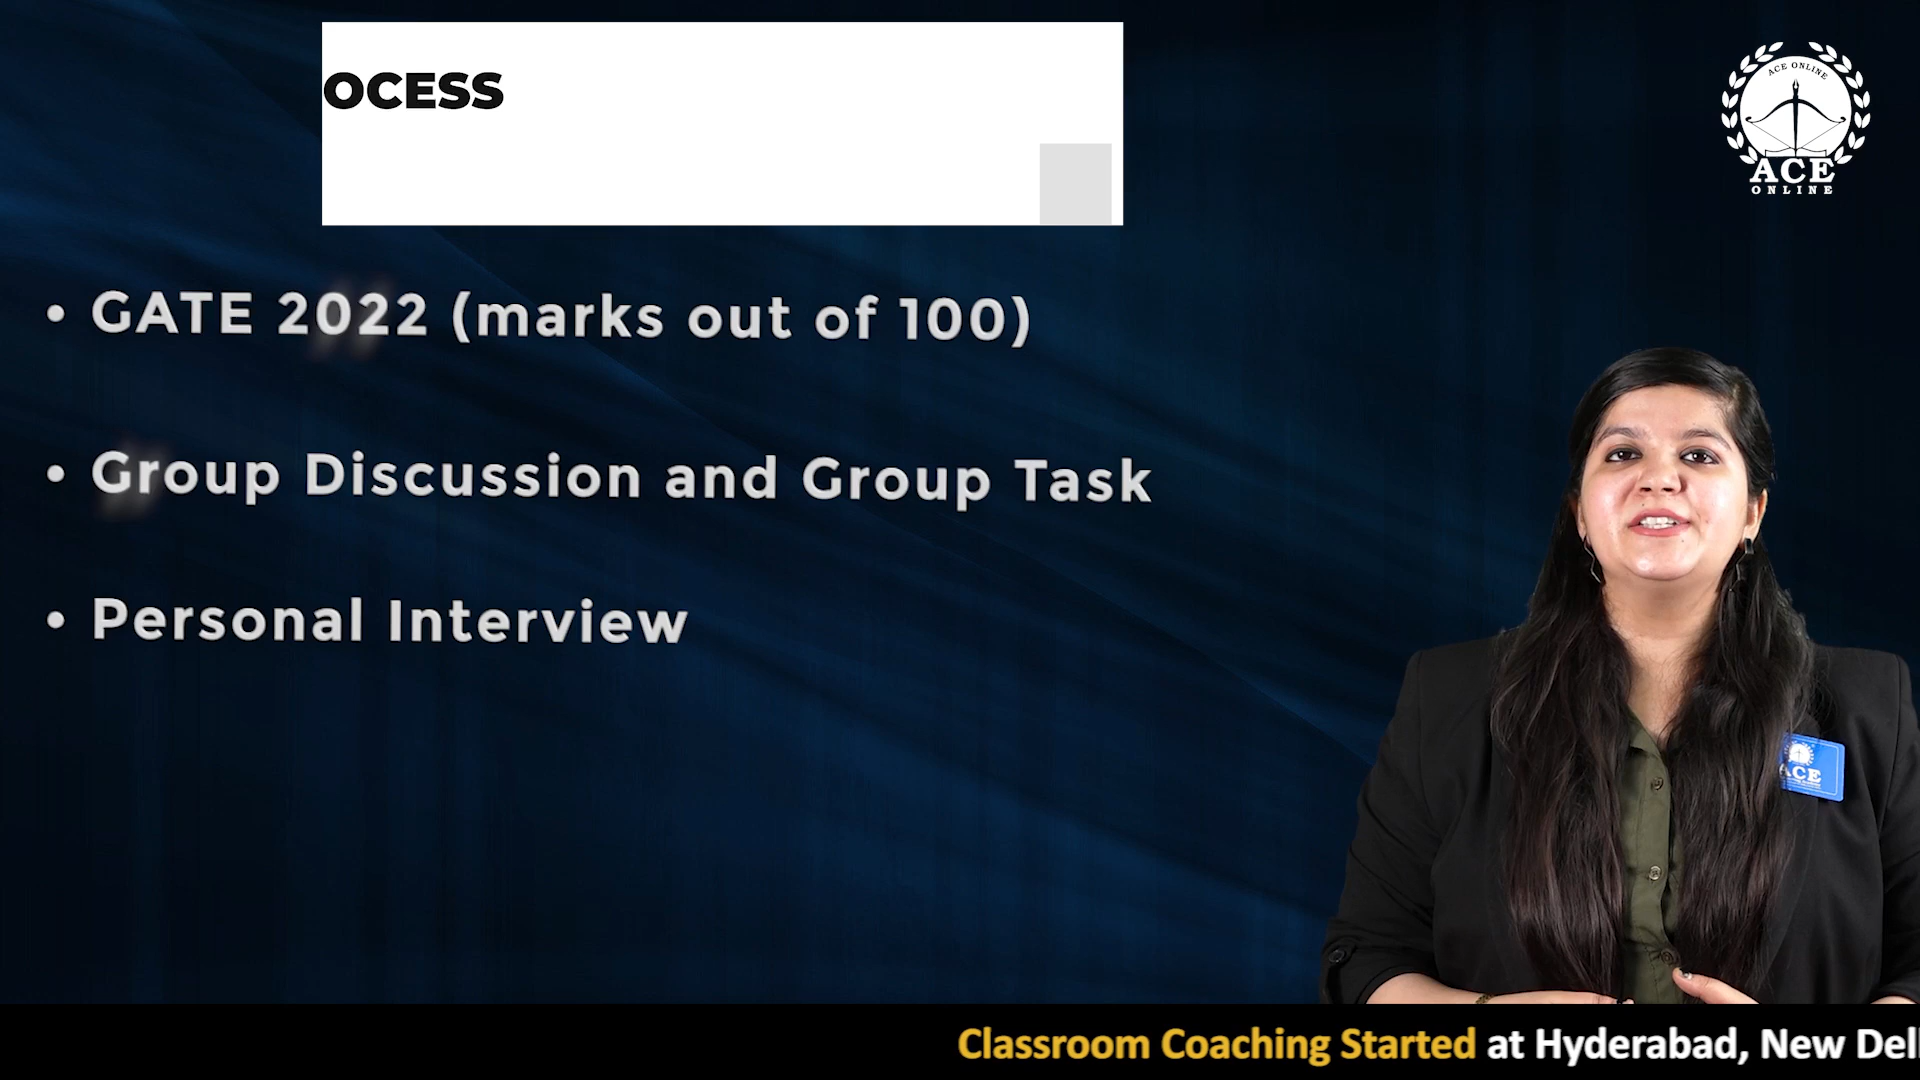 OCESS
ACE ONLINE
ACE
ONLINE
• GATE 2022 (marks out of 100)
• Group Discussion and Group Task
• Personal Interview
ACE
Classroom Coaching Started at Hyderabad, New Del